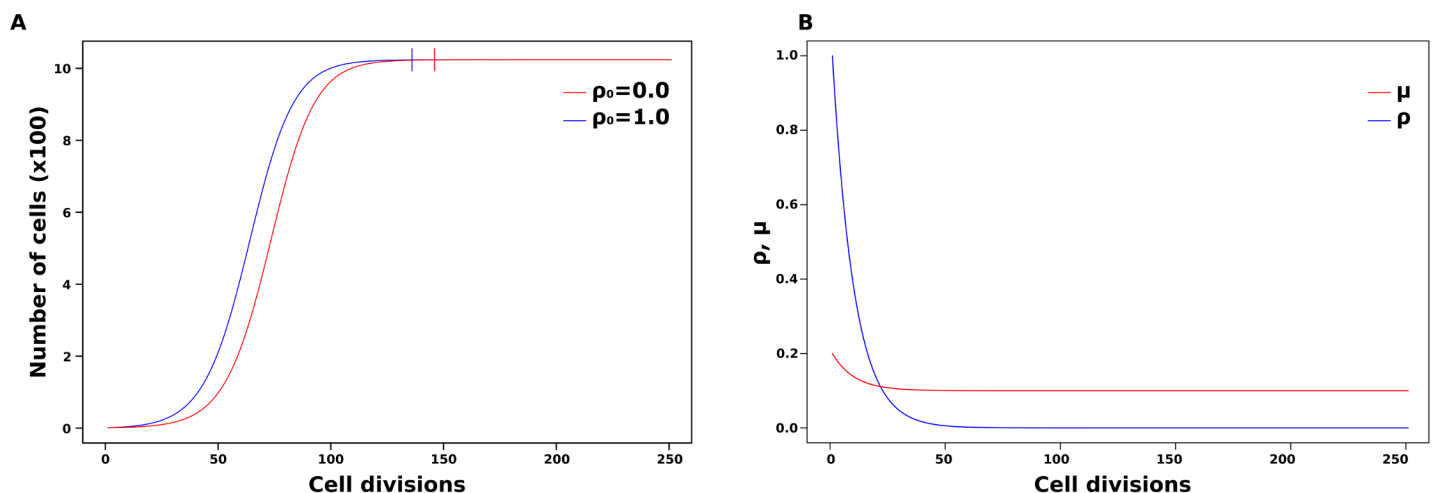 A
Number of cells (x100)
10
8
6
4
2
0
0 50 100 150 200 250
Cell divisions
ρ₀=0.0
ρ₀=1.0
B
ρ, μ
1.0
0.8
0.6
0.4
0.2
0.0
0 50 100 150 200 250
Cell divisions
μ
ρ